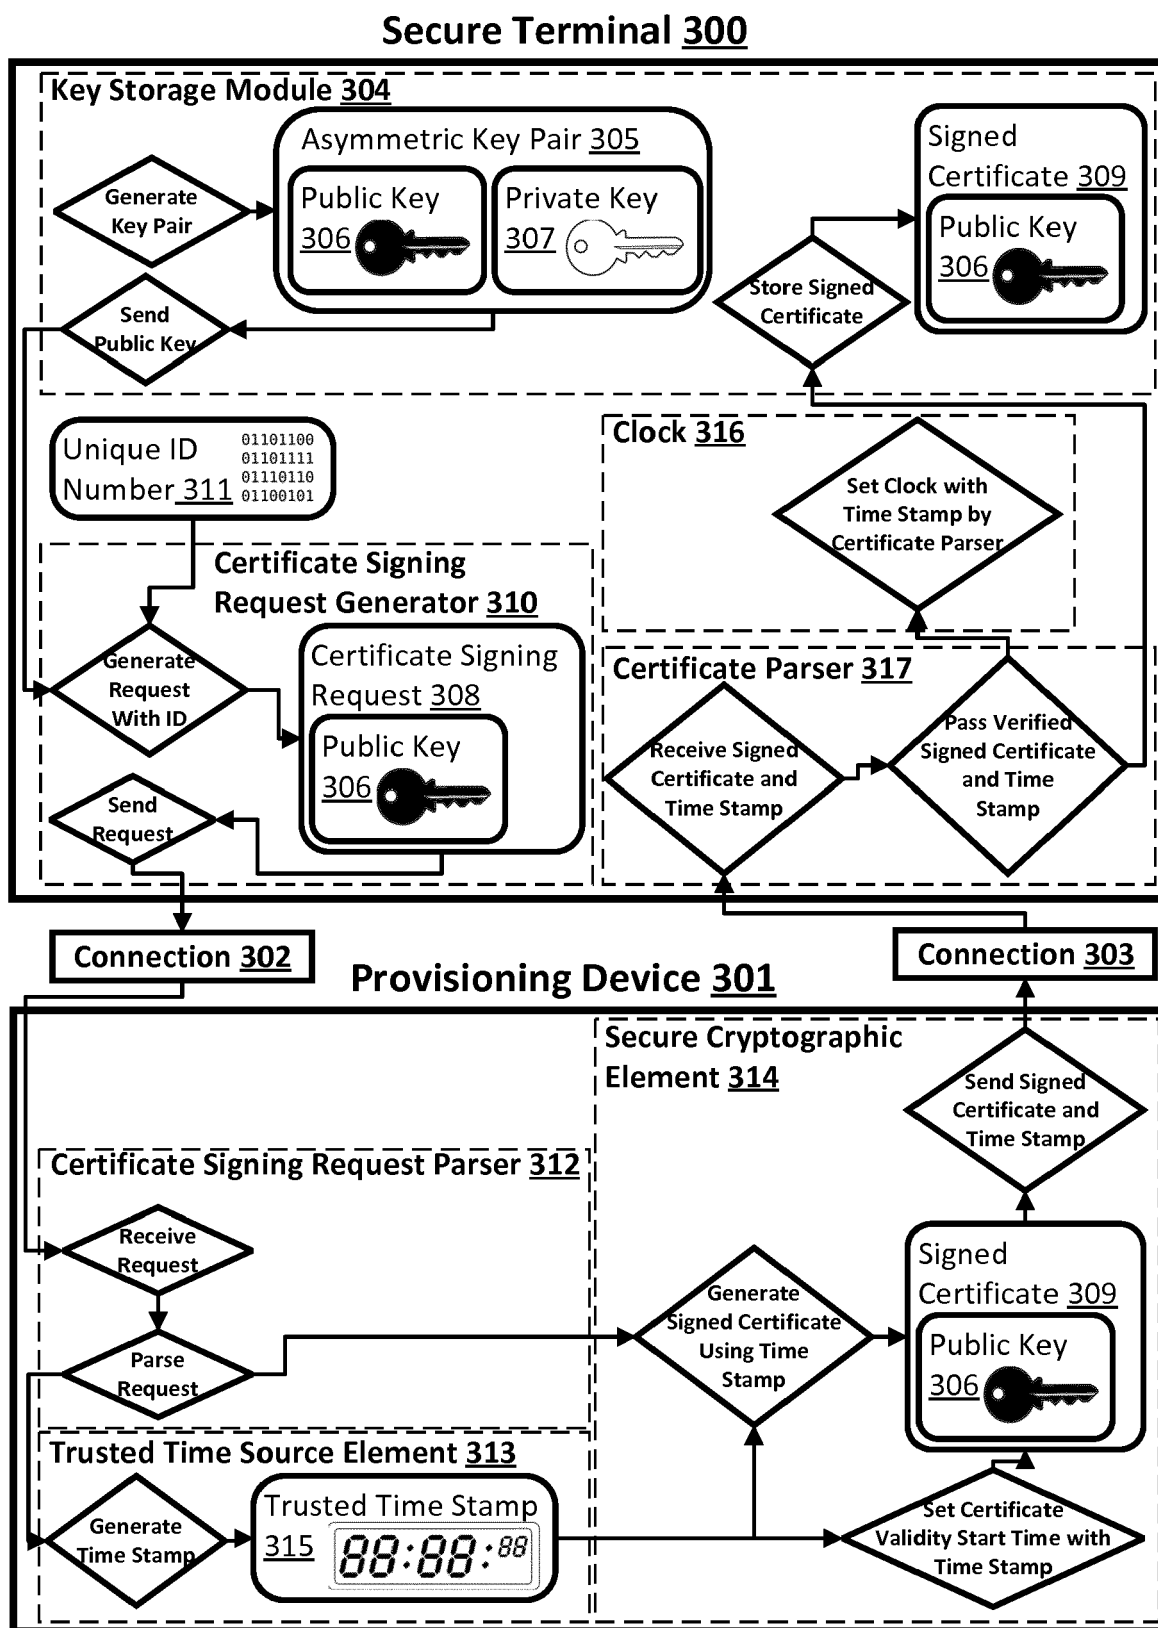 Secure Terminal 300
Key Storage Module 304
Generate
Key Pair
Asymmetric Key Pair 305
Public Key
306
Private Key
307
Send
Public Key
Store Signed
Certificate
Signed
Certificate 309
Public Key
306
Unique ID
Number 311
01101100
01101111
01110110
01100101
Clock 316
Set Clock with
Time Stamp by
Certificate Parser
Certificate Signing
Request Generator 310
Generate
Request
With ID
Certificate Signing
Request 308
Public Key
306
Send
Request
Certificate Parser 317
Receive Signed
Certificate and
Time Stamp
Pass Verified
Signed Certificate
and Time
Stamp
Connection 302
Connection 303
Provisioning Device 301
Secure Cryptographic
Element 314
Send Signed
Certificate and
Time Stamp
Certificate Signing Request Parser 312
Receive
Request
Parse
Request
Generate
Signed Certificate
Using Time
Stamp
Signed
Certificate 309
Public Key
306
Trusted Time Source Element 313
Generate
Time Stamp
Trusted Time Stamp
315
88:88:88
Set Certificate
Validity Start Time with
Time Stamp